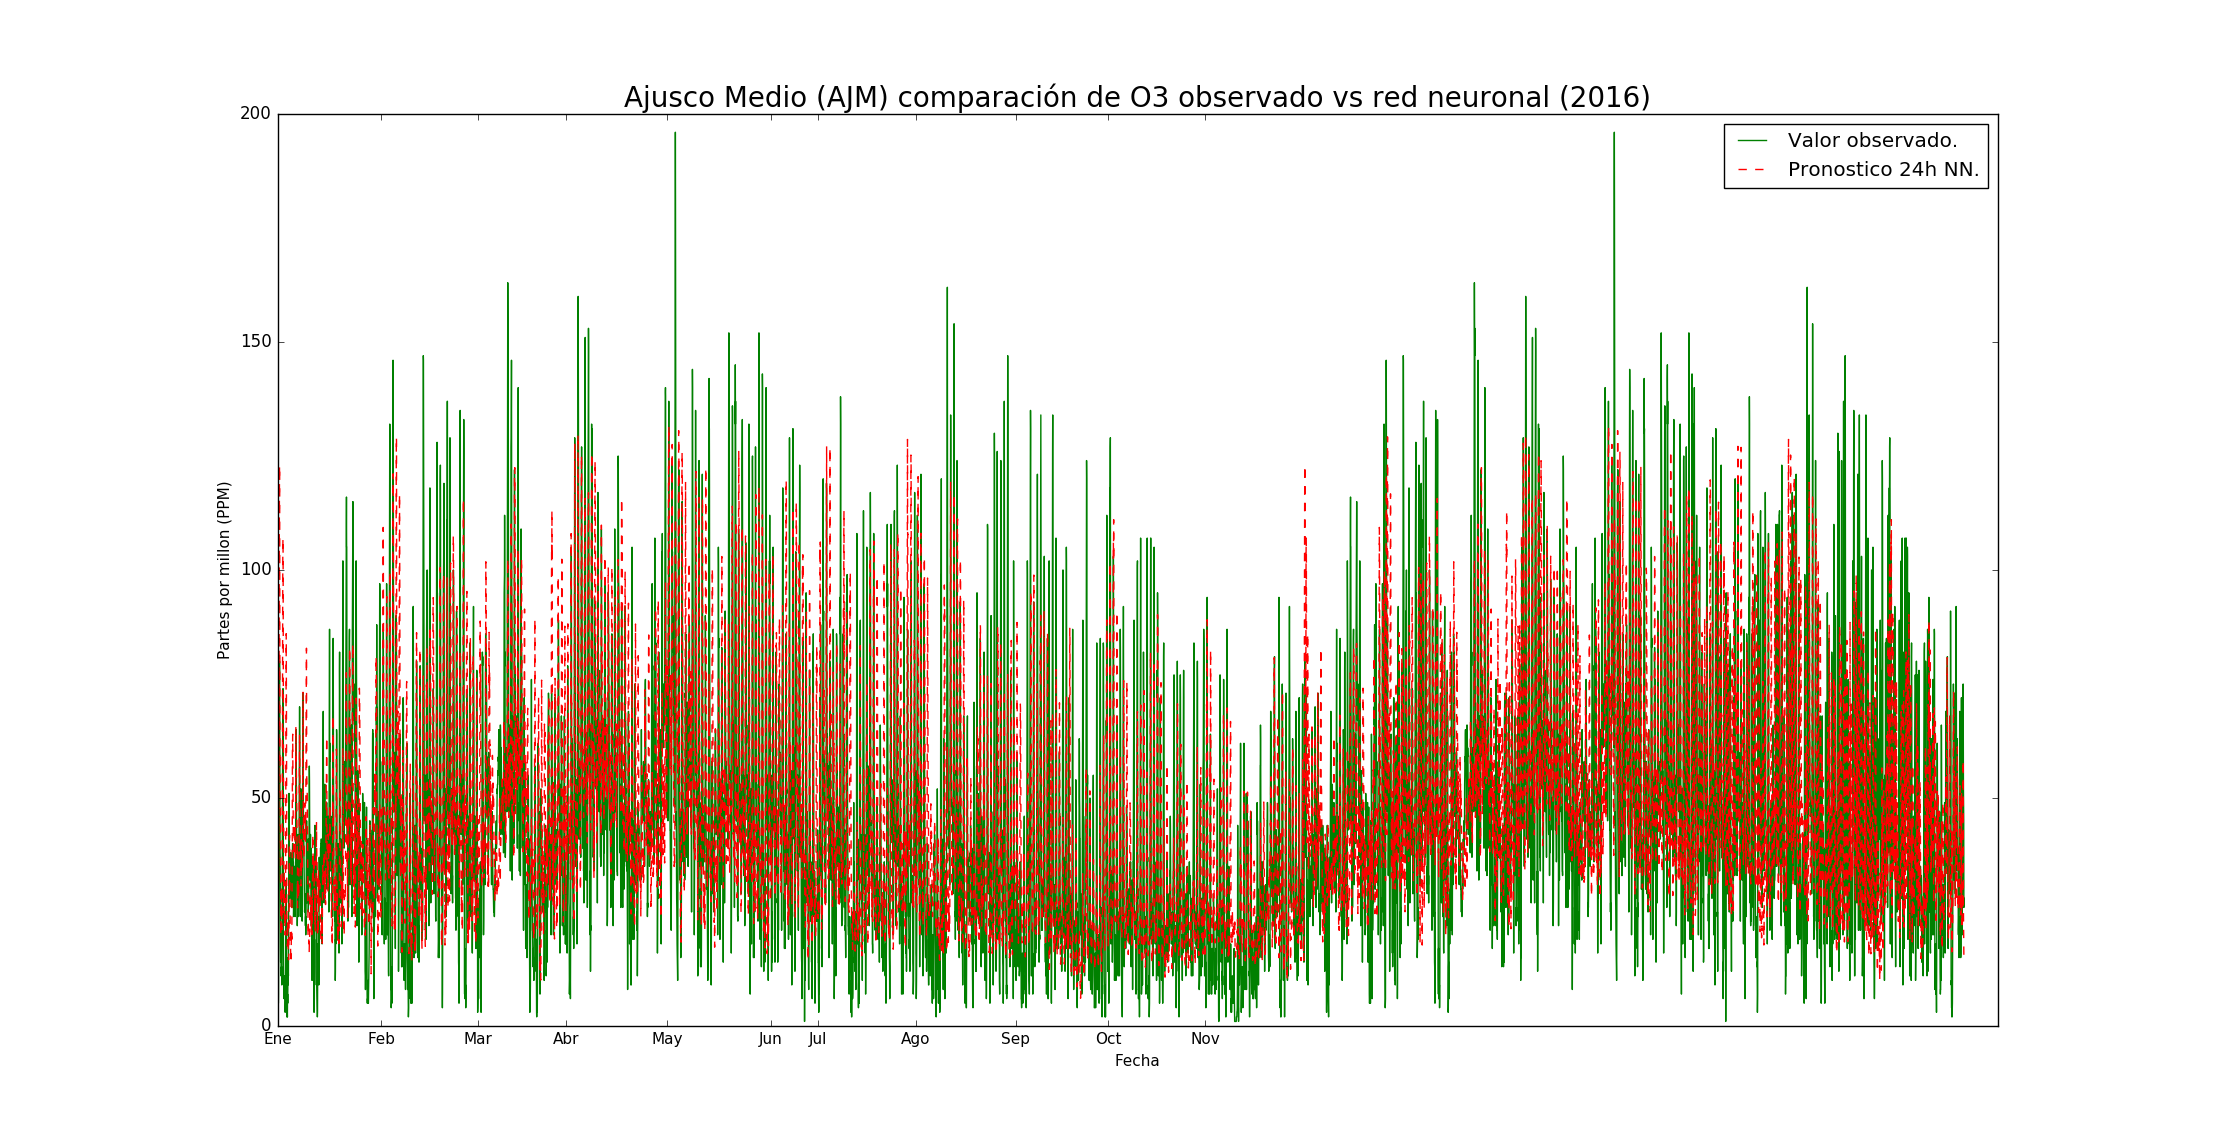 Ajusco Medio (AJM) comparación de O3 observado vs red neuronal (2016)
Valor observado.
Pronostico 24h NN.
Partes por millon (PPM)
200
150
100
50
0
Ene Feb Mar Abr May Jun Jul Ago Sep Oct Nov
Fecha